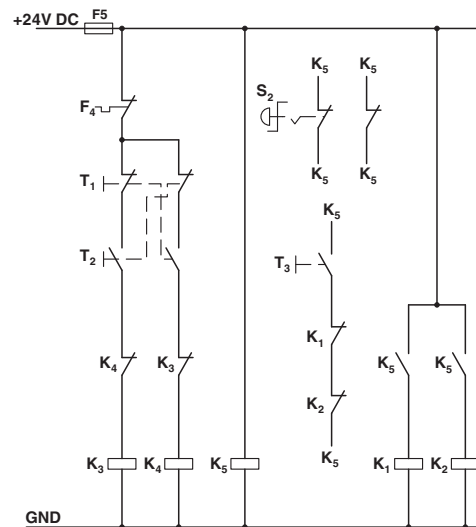 +24V DC F5
K5 K5
S2
F4
K5 K5
T1
K5
T2 T3
K1
K4 K3 K5 K5
K2
K3 K4 K5 K5 K1 K2
GND